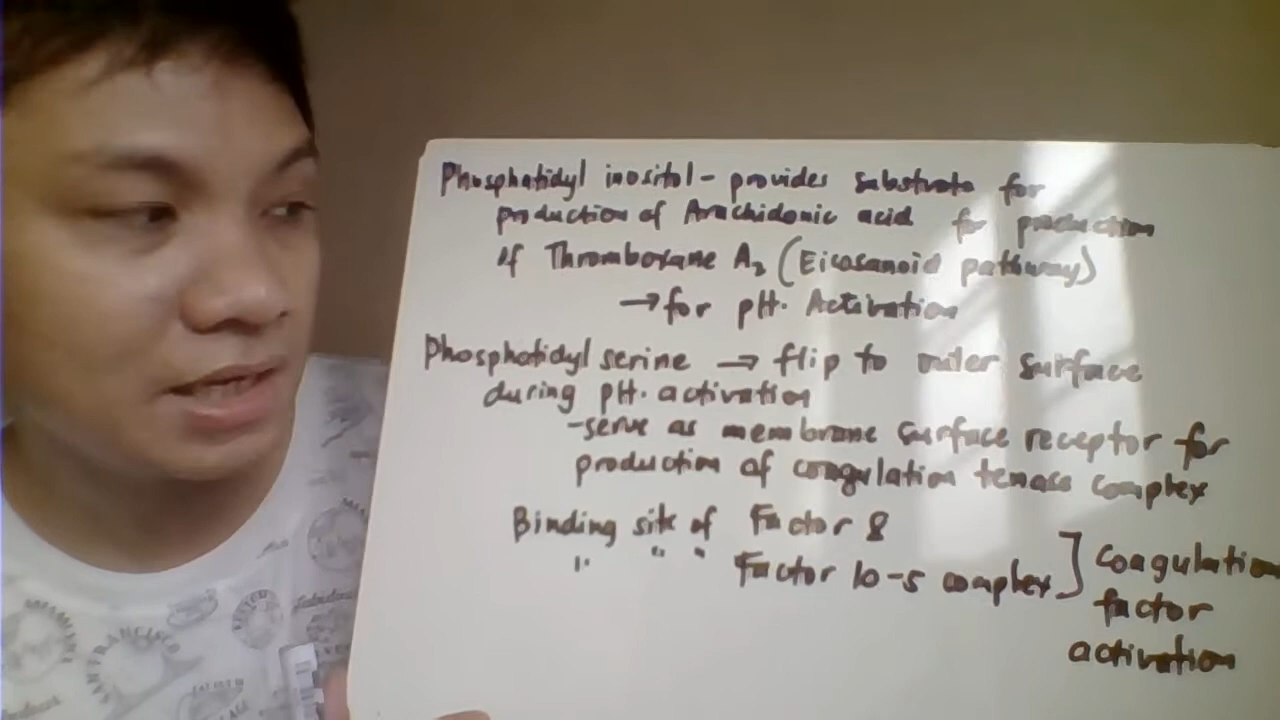 Phosphatidyl inositol - provides substrate for
production of Arachidonic acid for production
of Thromboxane A2 (Eicosanoid pathway)
→ for plt. Activation
Phosphatidyl serine → flip to outer surface
during plt. activation
- serve as membrane surface receptor for
production of coagulation tenase complex
Binding site of Factor 8
" " " Factor 10-5 complex ] Coagulation
factor
activation
SAN FRANCISCO